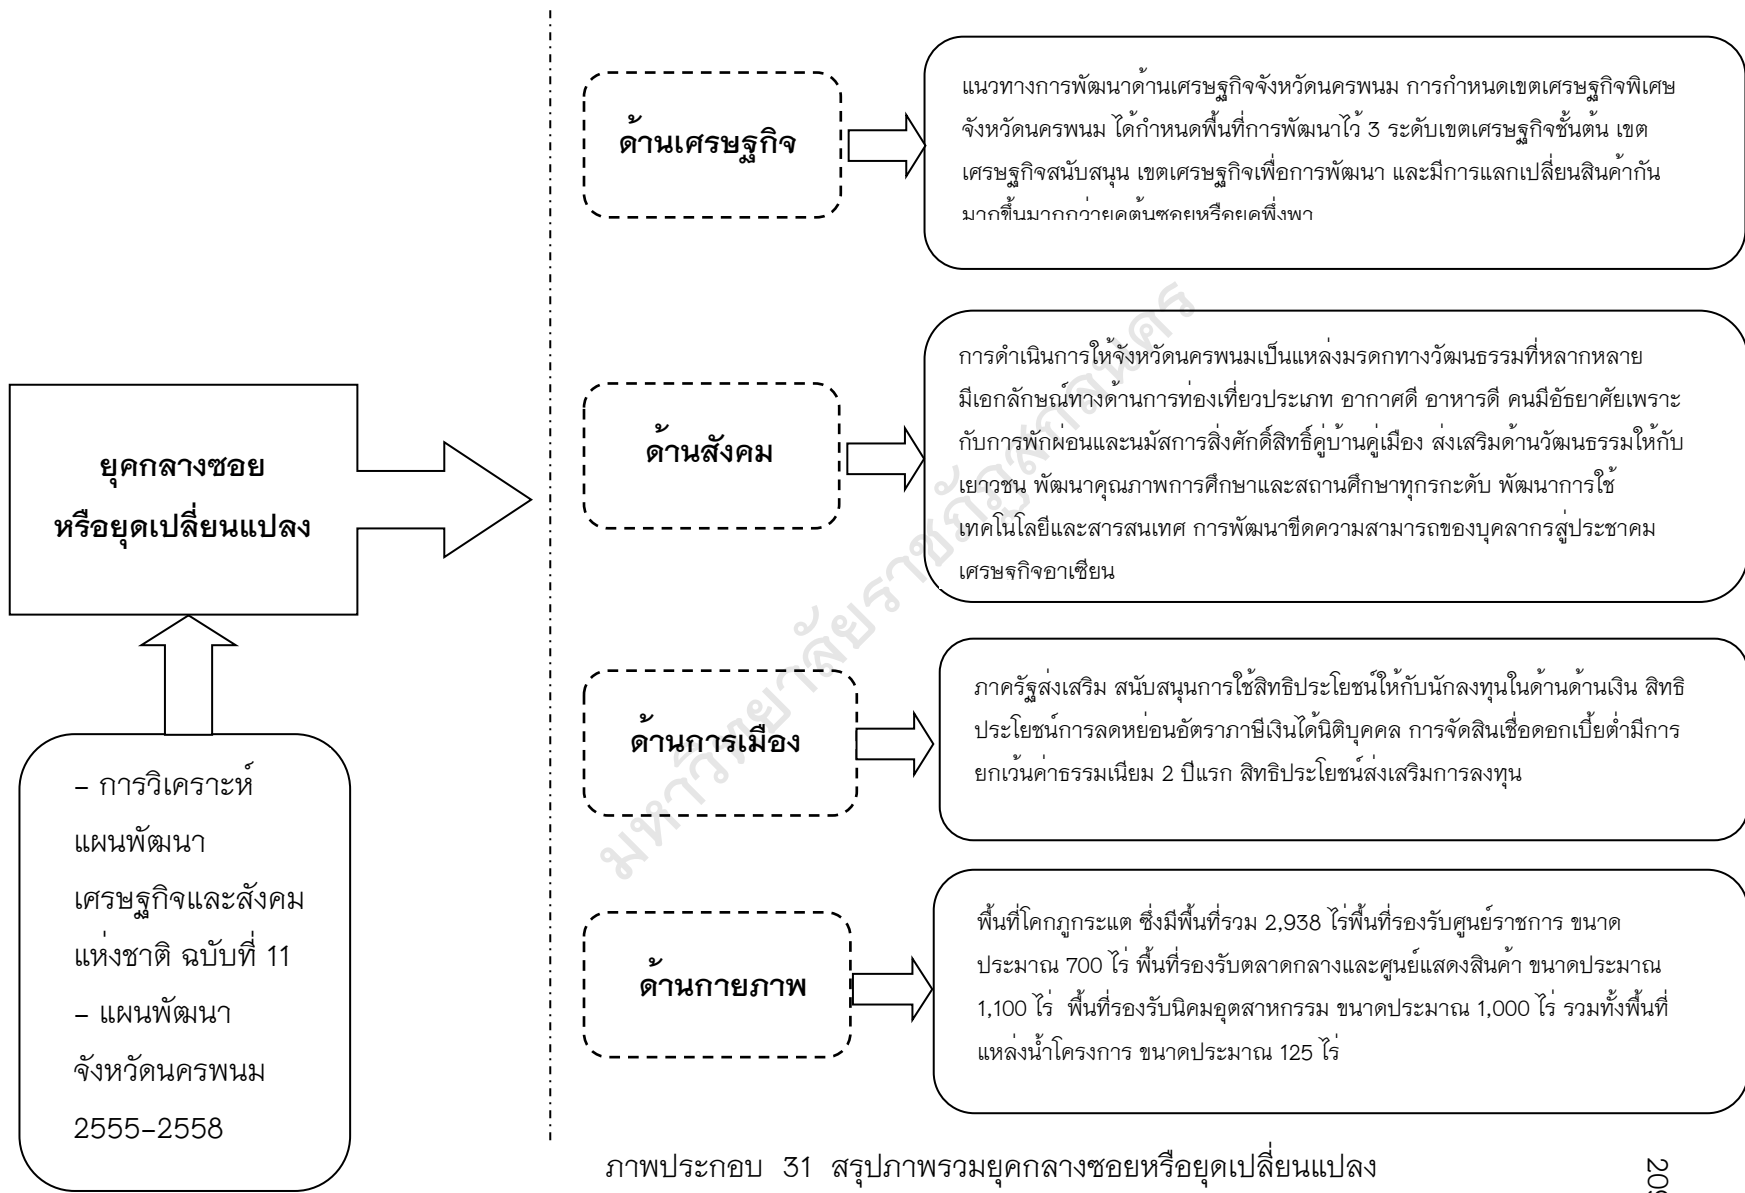 ยุคกลางซอย
หรือยุดเปลี่ยนแปลง
– การวิเคราะห์
แผนพัฒนา
เศรษฐกิจและสังคม
แห่งชาติ ฉบับที่ 11
– แผนพัฒนา
จังหวัดนครพนม
2555–2558
ด้านเศรษฐกิจ
แนวทางการพัฒนาด้านเศรษฐกิจจังหวัดนครพนม การกำหนดเขตเศรษฐกิจพิเศษ
จังหวัดนครพนม ได้กำหนดพื้นที่การพัฒนาไว้ 3 ระดับเขตเศรษฐกิจชั้นต้น เขต
เศรษฐกิจสนับสนุน เขตเศรษฐกิจเพื่อการพัฒนา และมีการแลกเปลี่ยนสินค้ากัน
มากขึ้นมากกว่ายุคต้นซอยหรือยุคพึ่งพา
ด้านสังคม
การดำเนินการให้จังหวัดนครพนมเป็นแหล่งมรดกทางวัฒนธรรมที่หลากหลาย
มีเอกลักษณ์ทางด้านการท่องเที่ยวประเภท อากาศดี อาหารดี คนมีอัธยาศัยเพราะ
กับการพักผ่อนและนมัสการสิ่งศักดิ์สิทธิ์คู่บ้านคู่เมือง ส่งเสริมด้านวัฒนธรรมให้กับ
เยาวชน พัฒนาคุณภาพการศึกษาและสถานศึกษาทุกรกะดับ พัฒนาการใช้
เทคโนโลยีและสารสนเทศ การพัฒนาขีดความสามารถของบุคลากรสู่ประชาคม
เศรษฐกิจอาเซียน
ด้านการเมือง
ภาครัฐส่งเสริม สนับสนุนการใช้สิทธิประโยชน์ให้กับนักลงทุนในด้านด้านเงิน สิทธิ
ประโยชน์การลดหย่อนอัตราภาษีเงินได้นิติบุคคล การจัดสินเชื่อดอกเบี้ยต่ำมีการ
ยกเว้นค่าธรรมเนียม 2 ปีแรก สิทธิประโยชน์ส่งเสริมการลงทุน
ด้านกายภาพ
พื้นที่โคกภูกระแต ซึ่งมีพื้นที่รวม 2,938 ไร่พื้นที่รองรับศูนย์ราชการ ขนาด
ประมาณ 700 ไร่ พื้นที่รองรับตลาดกลางและศูนย์แสดงสินค้า ขนาดประมาณ
1,100 ไร่ พื้นที่รองรับนิคมอุตสาหกรรม ขนาดประมาณ 1,000 ไร่ รวมทั้งพื้นที่
แหล่งน้ำโครงการ ขนาดประมาณ 125 ไร่
มหาวิทยาลัยราชภัฏสกลนคร
ภาพประกอบ 31 สรุปภาพรวมยุคกลางซอยหรือยุดเปลี่ยนแปลง